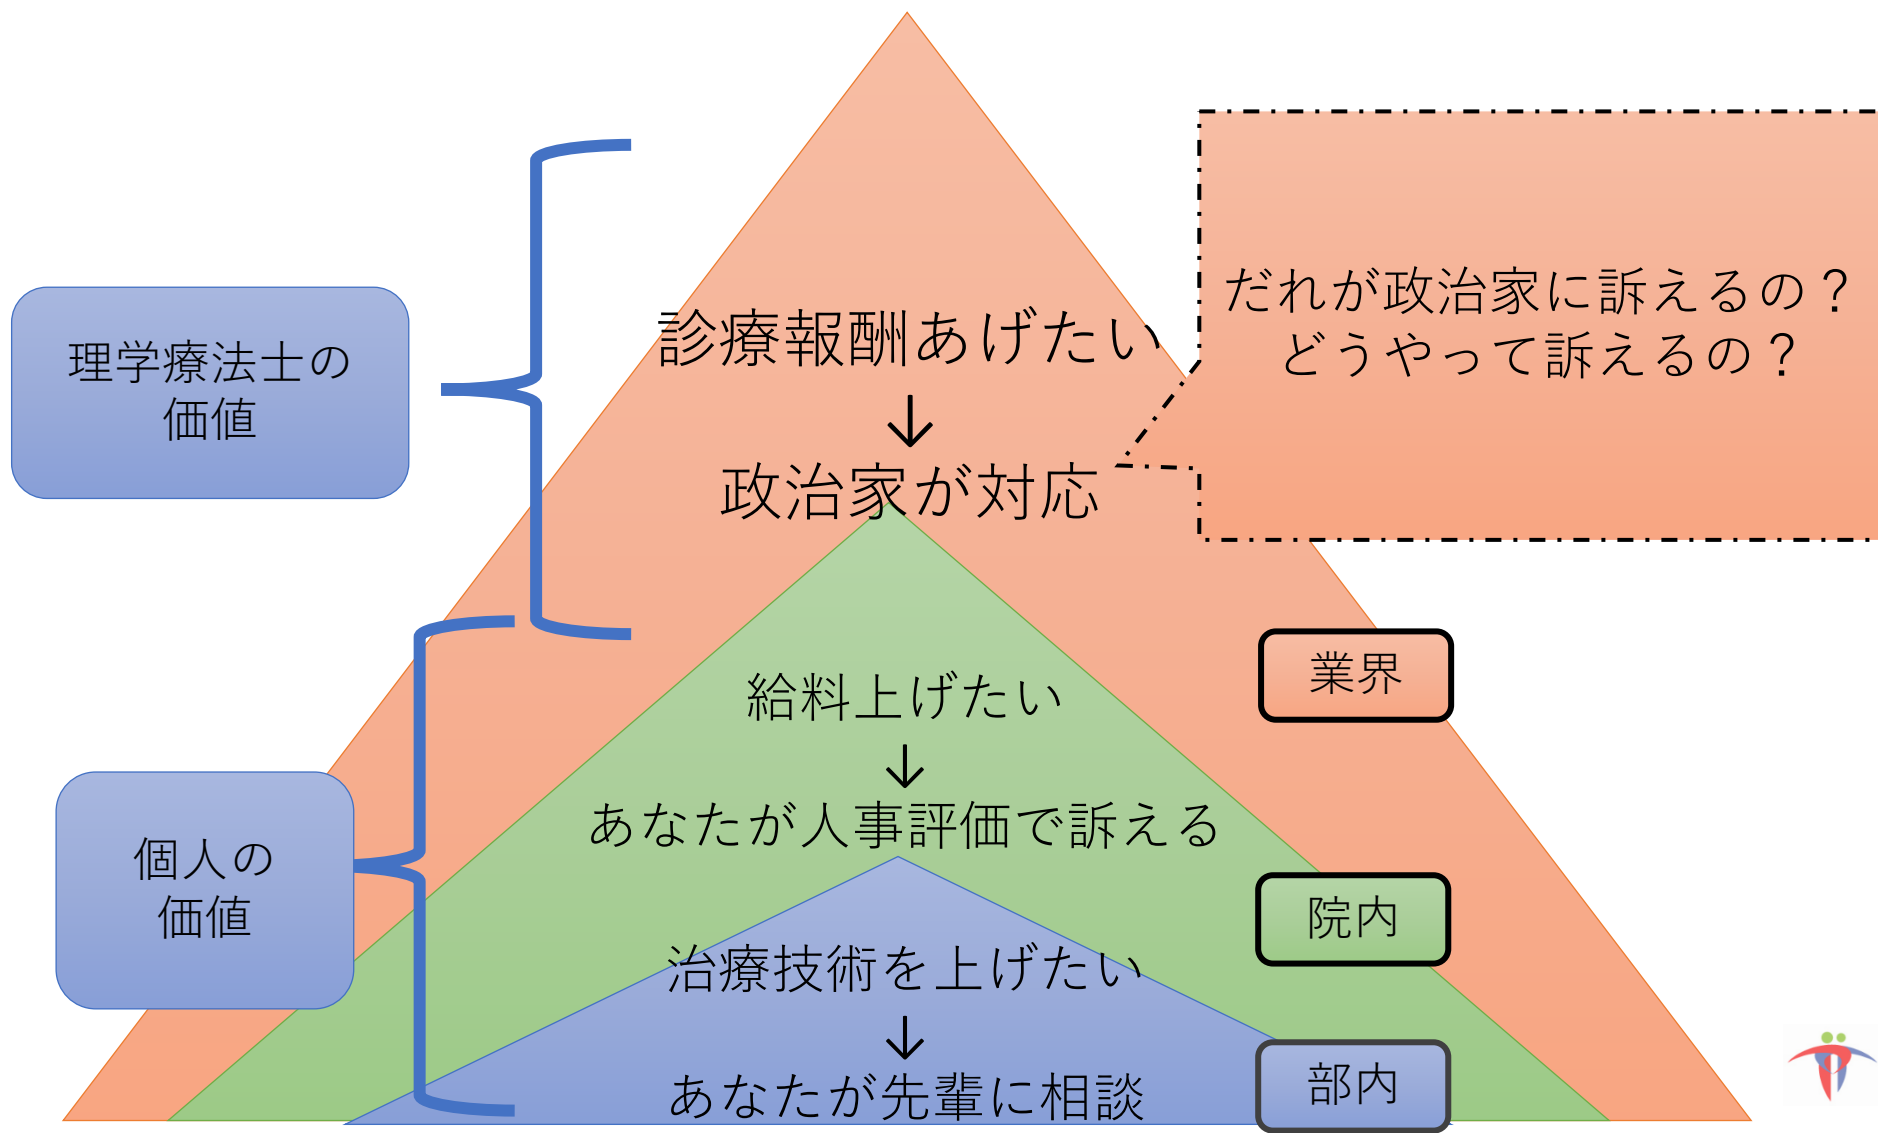 診療報酬あげたい
↓
政治家が対応
だれが政治家に訴えるの？
どうやって訴えるの？
理学療法士の
価値
給料上げたい
↓
あなたが人事評価で訴える
業界
個人の
価値
院内
治療技術を上げたい
↓
あなたが先輩に相談
部内